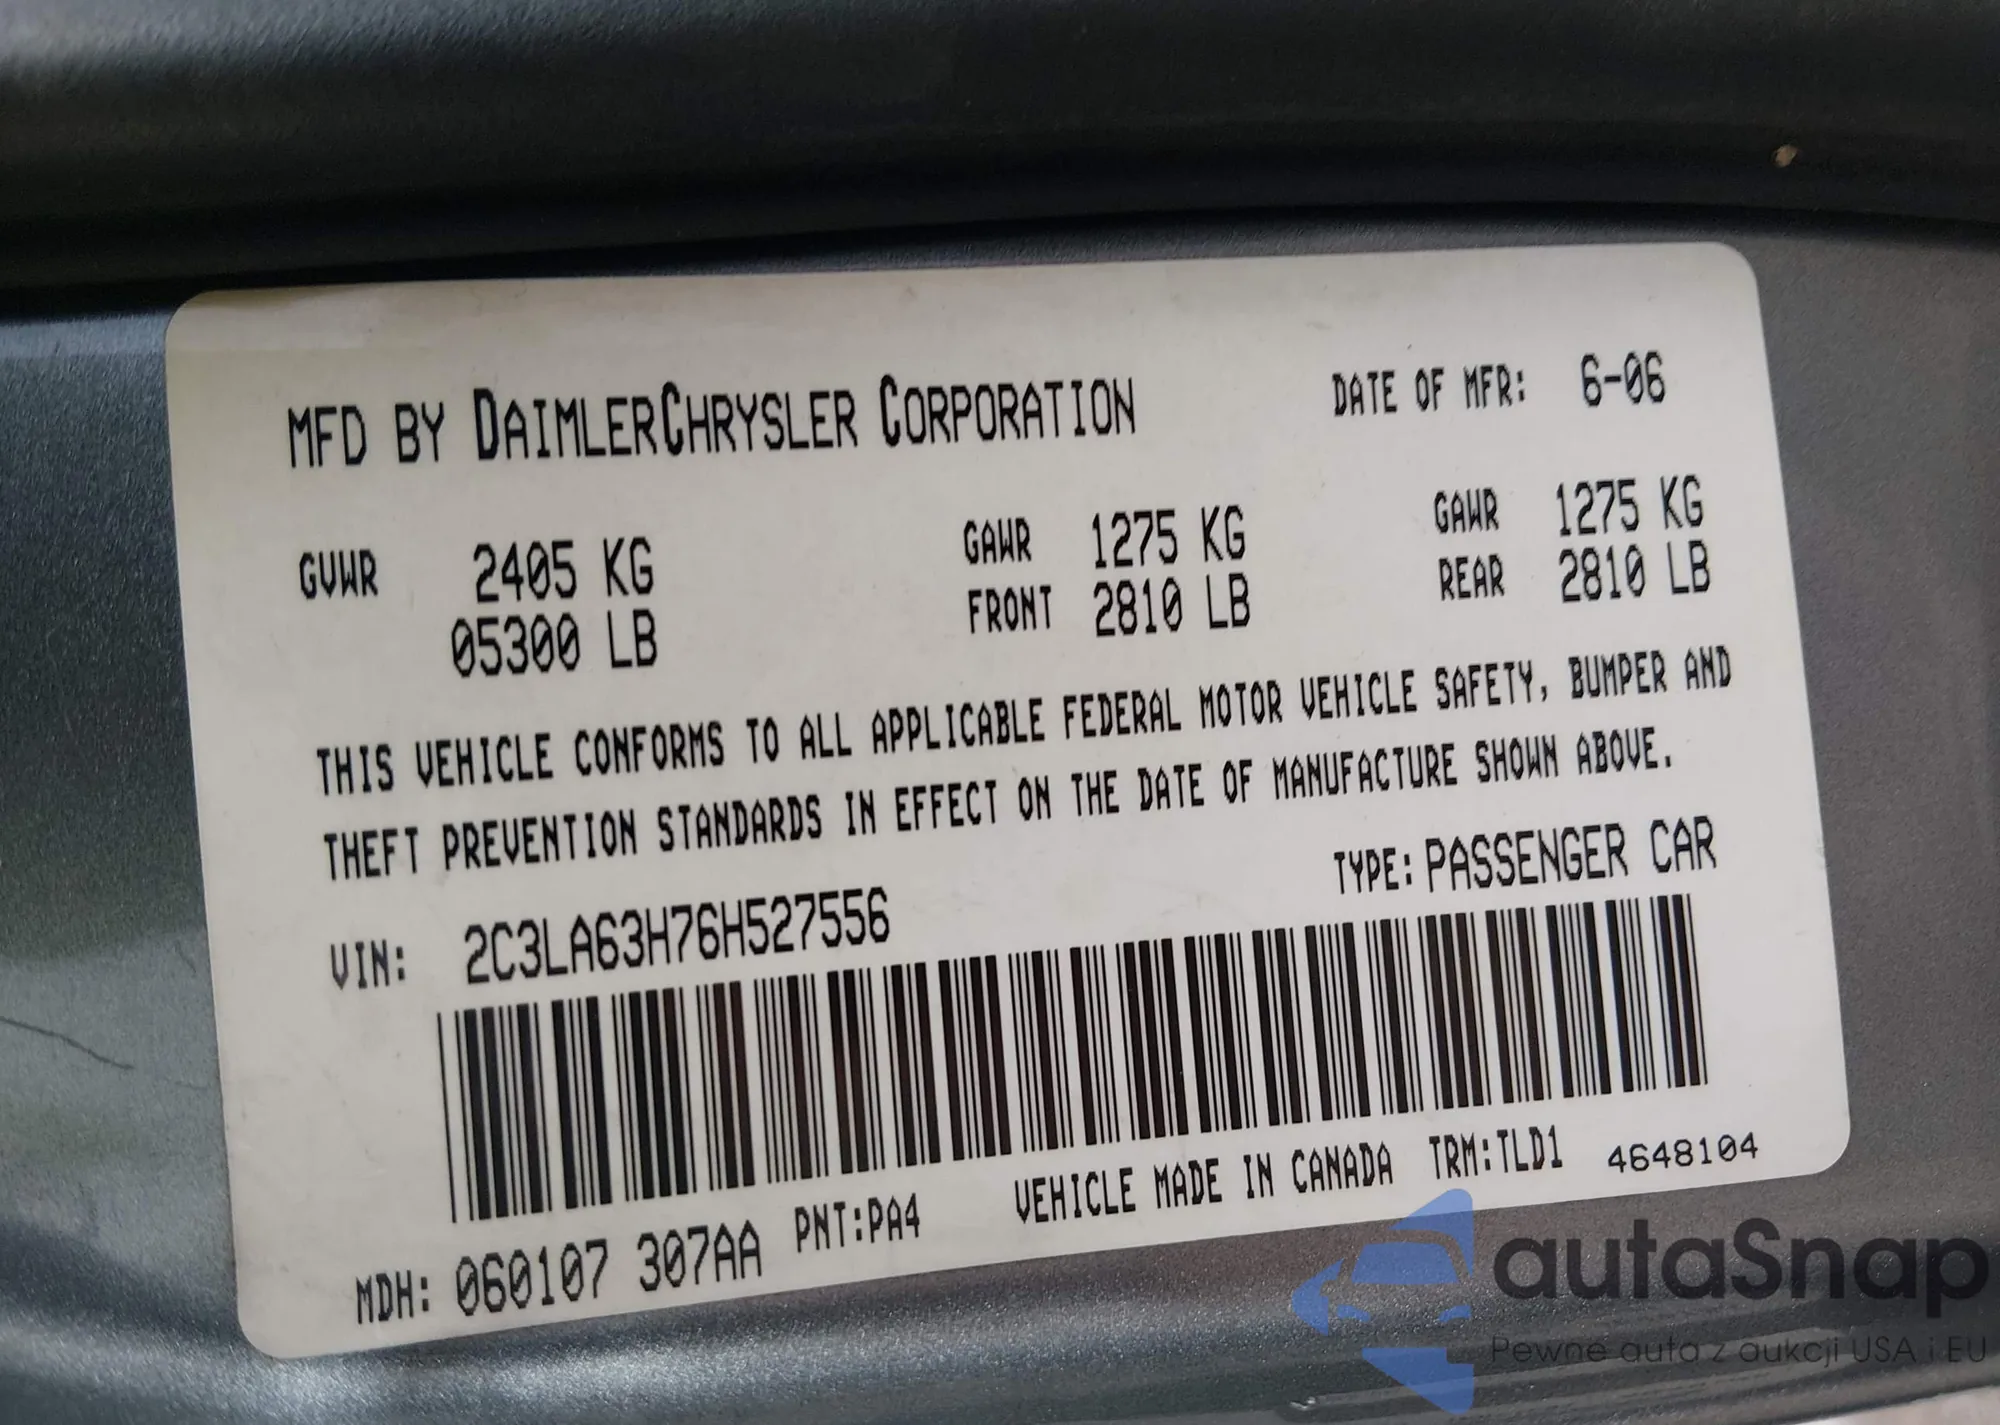 MFD BY DAIMLERCHRYSLER CORPORATION DATE OF MFR: 6-06
GVWR 2405 KG GAWR 1275 KG GAWR 1275 KG
05300 LB FRONT 2810 LB REAR 2810 LB
THIS VEHICLE CONFORMS TO ALL APPLICABLE FEDERAL MOTOR VEHICLE SAFETY, BUMPER AND
THEFT PREVENTION STANDARDS IN EFFECT ON THE DATE OF MANUFACTURE SHOWN ABOVE.
VIN: 2C3LA63H76H527556 TYPE: PASSENGER CAR
MDH: 060107 307AA PNT:PA4 VEHICLE MADE IN CANADA TRM:TLD1 4648104
autaSnap
Pewne auta z aukcji USA i EU